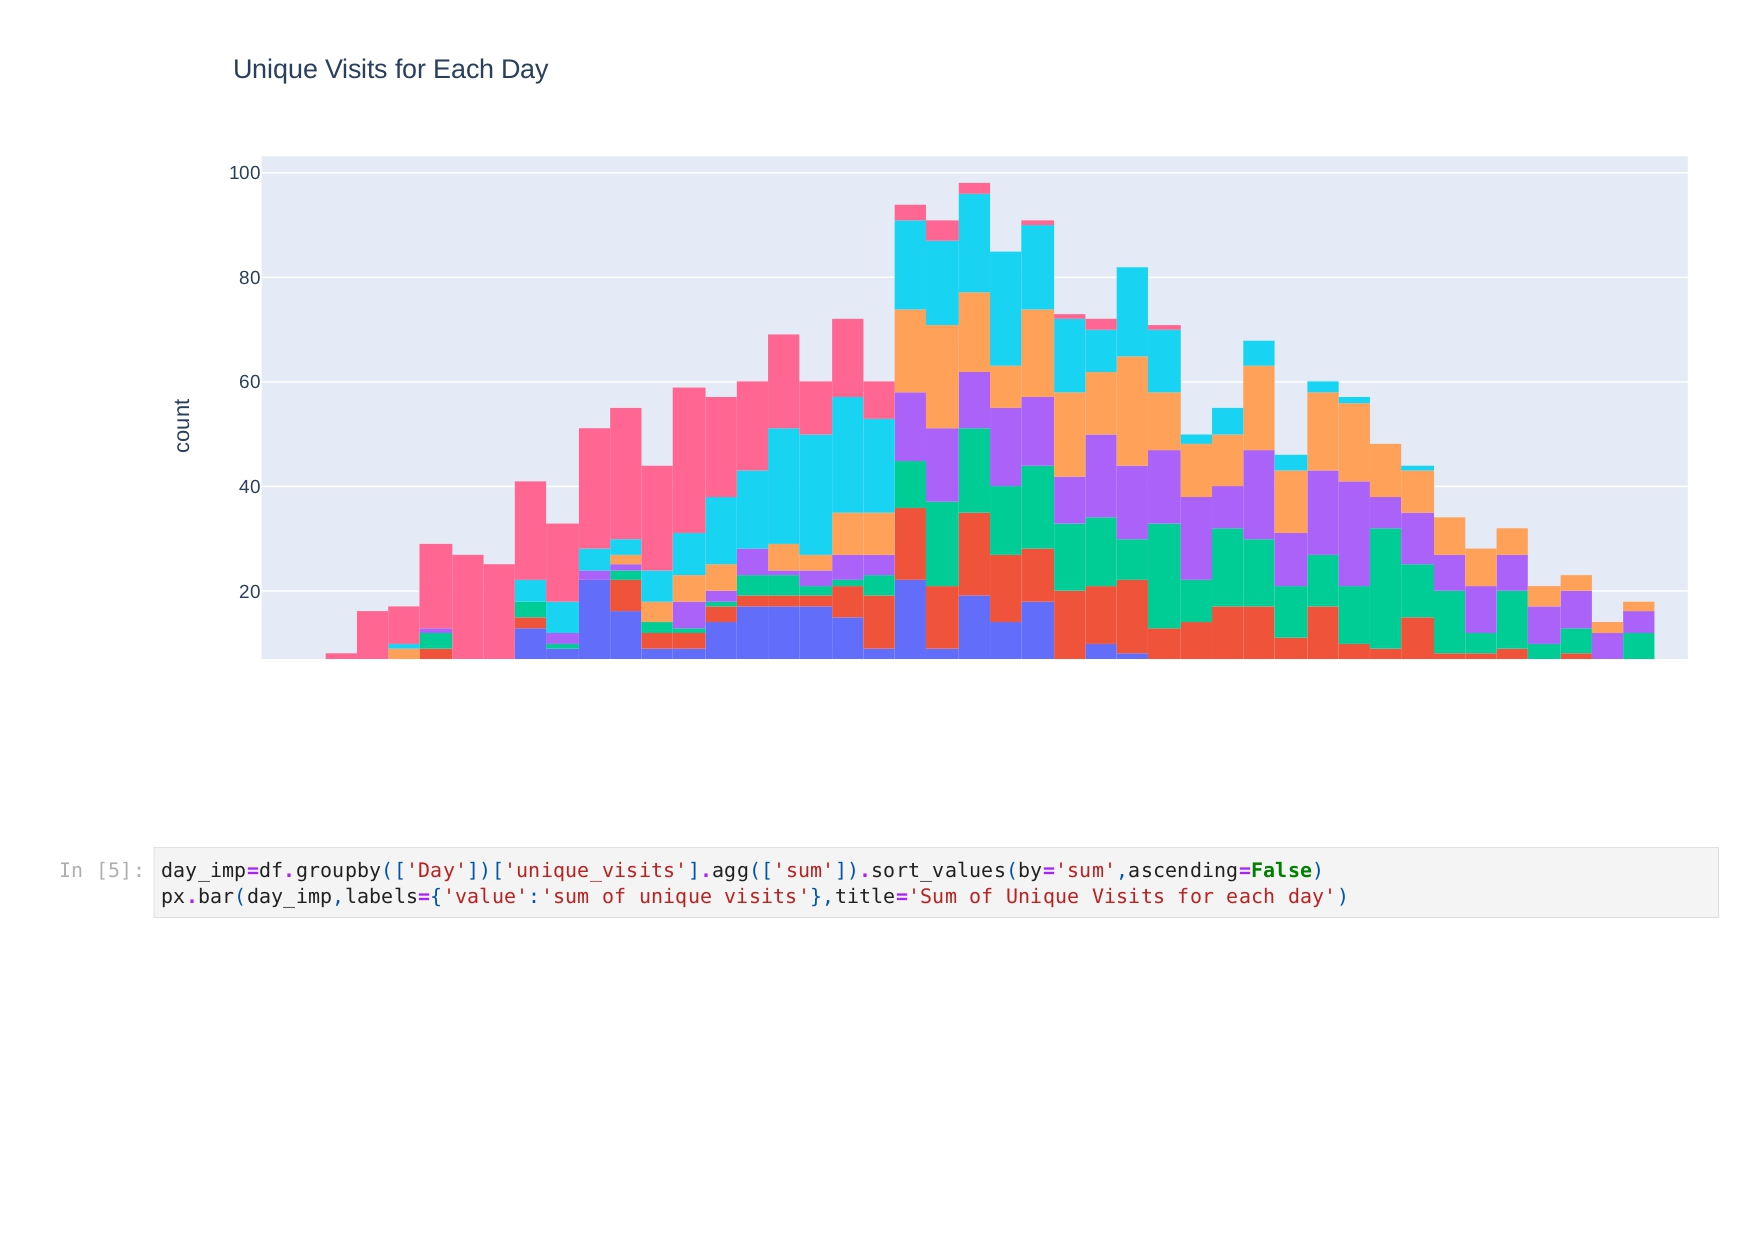 Unique Visits for Each Day
100
80
60
40
20
count
In [5]:
day_imp=df.groupby(['Day'])['unique_visits'].agg(['sum']).sort_values(by='sum',ascending=False)
px.bar(day_imp,labels={'value':'sum of unique visits'},title='Sum of Unique Visits for each day')